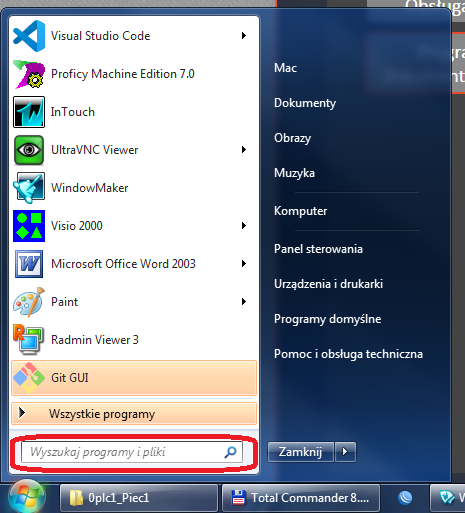 Obsługa
Visual Studio Code
Proficy Machine Edition 7.0
InTouch
UltraVNC Viewer
WindowMaker
Visio 2000
Microsoft Office Word 2003
Paint
Radmin Viewer 3
Git GUI
Wszystkie programy
Wyszukaj programy i pliki
Mac
Dokumenty
Obrazy
Muzyka
Komputer
Panel sterowania
Urządzenia i drukarki
Programy domyślne
Pomoc i obsługa techniczna
Zamknij
0plc1_Piec1
Total Commander 8....